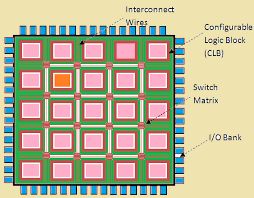 Interconnect
Wires
Configurable
Logic Block
(CLB)
Switch
Matrix
I/O Bank